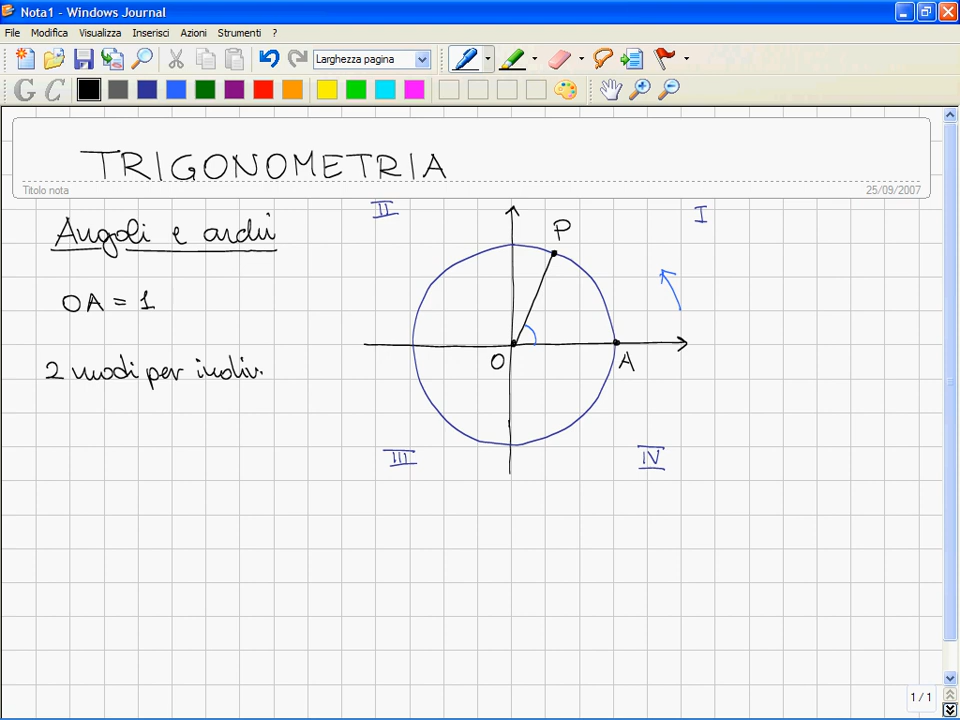 Nota1 - Windows Journal
File Modifica Visualizza Inserisci Azioni Strumenti ?
Larghezza pagina
G C
TRIGONOMETRIA
Titolo nota
25/09/2007
II
I
Angoli e archi
P
OA = 1
O
A
2 modi per indiv.
III
IV
1 / 1